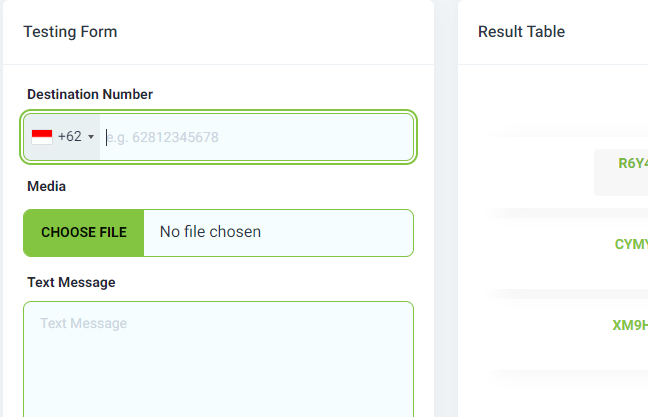 Testing Form
Destination Number
+62
e.g. 62812345678
Media
CHOOSE FILE
No file chosen
Text Message
Text Message
Result Table
R6Y4
CYMY
XM9H